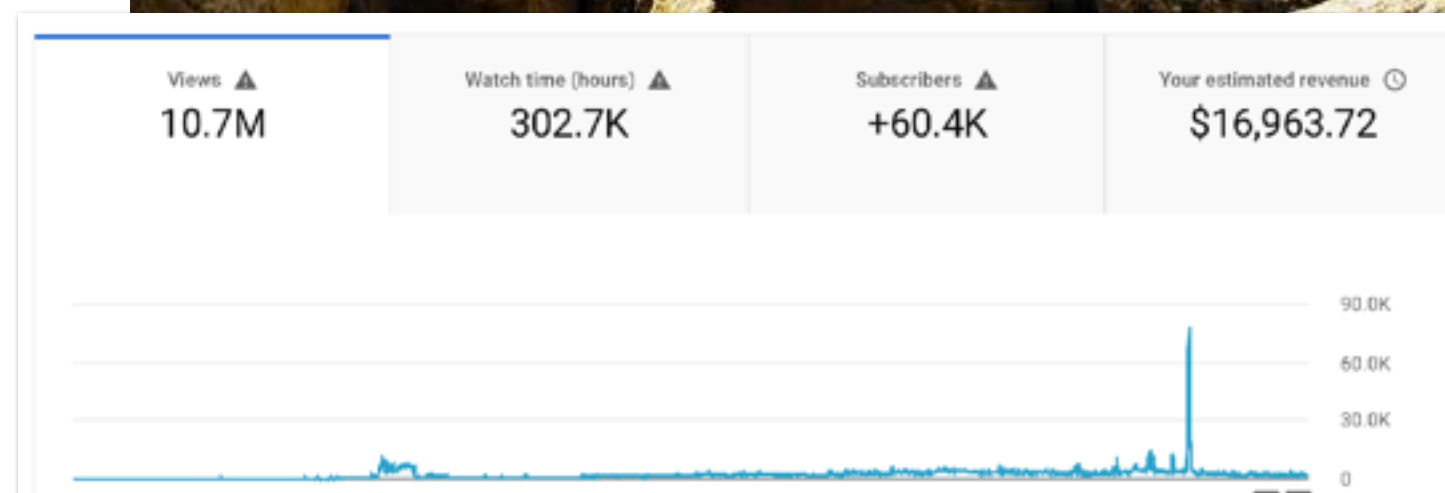 Views Watch time (hours) Subscribers Your estimated revenue
10.7M 302.7K +60.4K $16,963.72
90.0K
60.0K
30.0K
0